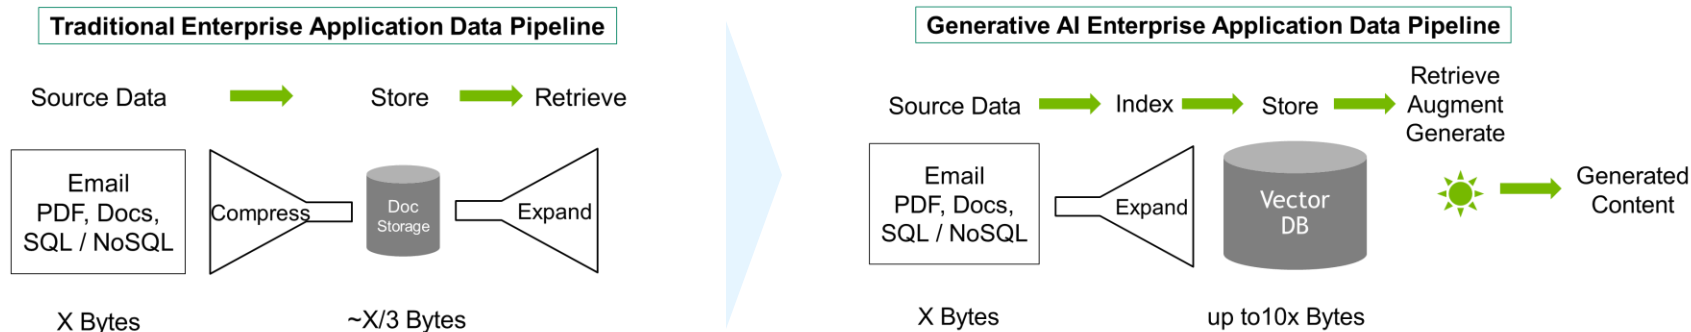 Traditional Enterprise Application Data Pipeline
Source Data
Store
Retrieve
Email
PDF, Docs,
SQL / NoSQL
Compress
Doc
Storage
Expand
X Bytes
~X/3 Bytes
Generative AI Enterprise Application Data Pipeline
Source Data
Index
Store
Retrieve
Augment
Generate
Email
PDF, Docs,
SQL / NoSQL
Expand
Vector
DB
Generated
Content
X Bytes
up to10x Bytes